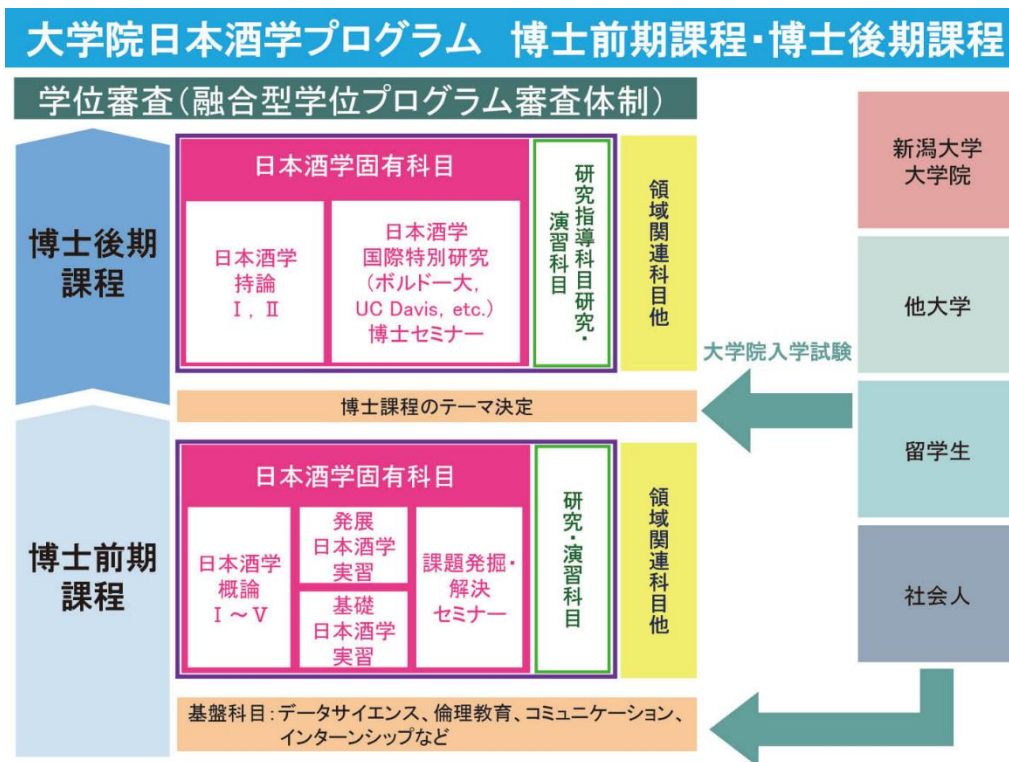 大学院日本酒学プログラム 博士前期課程・博士後期課程
学位審査(融合型学位プログラム審査体制)
博士後期
課程
日本酒学固有科目
日本酒学
持論
Ⅰ, Ⅱ
日本酒学
国際特別研究
(ボルドー大,
UC Davis, etc.)
博士セミナー
研究指導科目研究・
演習科目
領域関連科目他
博士課程のテーマ決定
博士前期
課程
日本酒学固有科目
日本酒学
概論
Ⅰ～Ⅴ
発展
日本酒学
実習
基礎
日本酒学
実習
課題発掘・
解決
セミナー
研究・演習科目
領域関連科目他
基盤科目:データサイエンス、倫理教育、コミュニケーション、
インターンシップなど
大学院入学試験
新潟大学
大学院
他大学
留学生
社会人